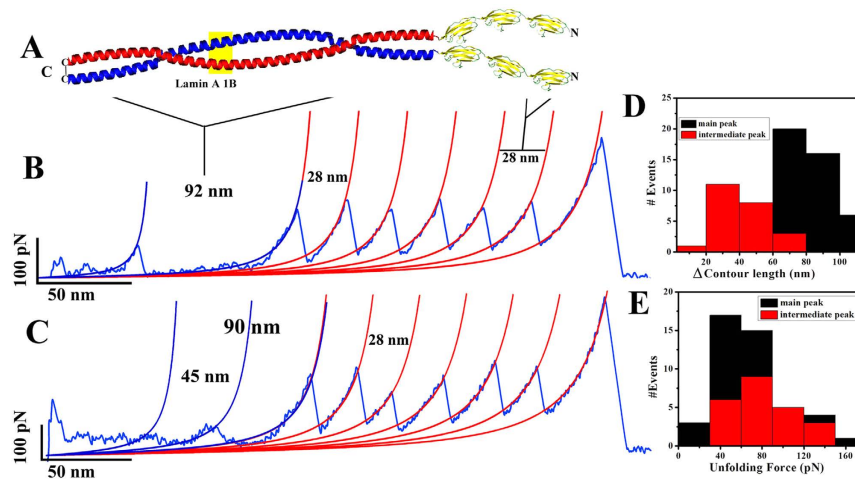 A
C
C
C
Lamin A 1B
N
N
B
92 nm
28 nm
28 nm
100 pN
50 nm
C
90 nm
45 nm
28 nm
100 pN
50 nm
D
main peak
intermediate peak
# Events
25
20
15
10
5
0
20 40 60 80 100
Δ Contour length (nm)
E
main peak
intermediate peak
#Events
20
15
10
5
0
0 40 80 120 160
Unfolding Force (pN)